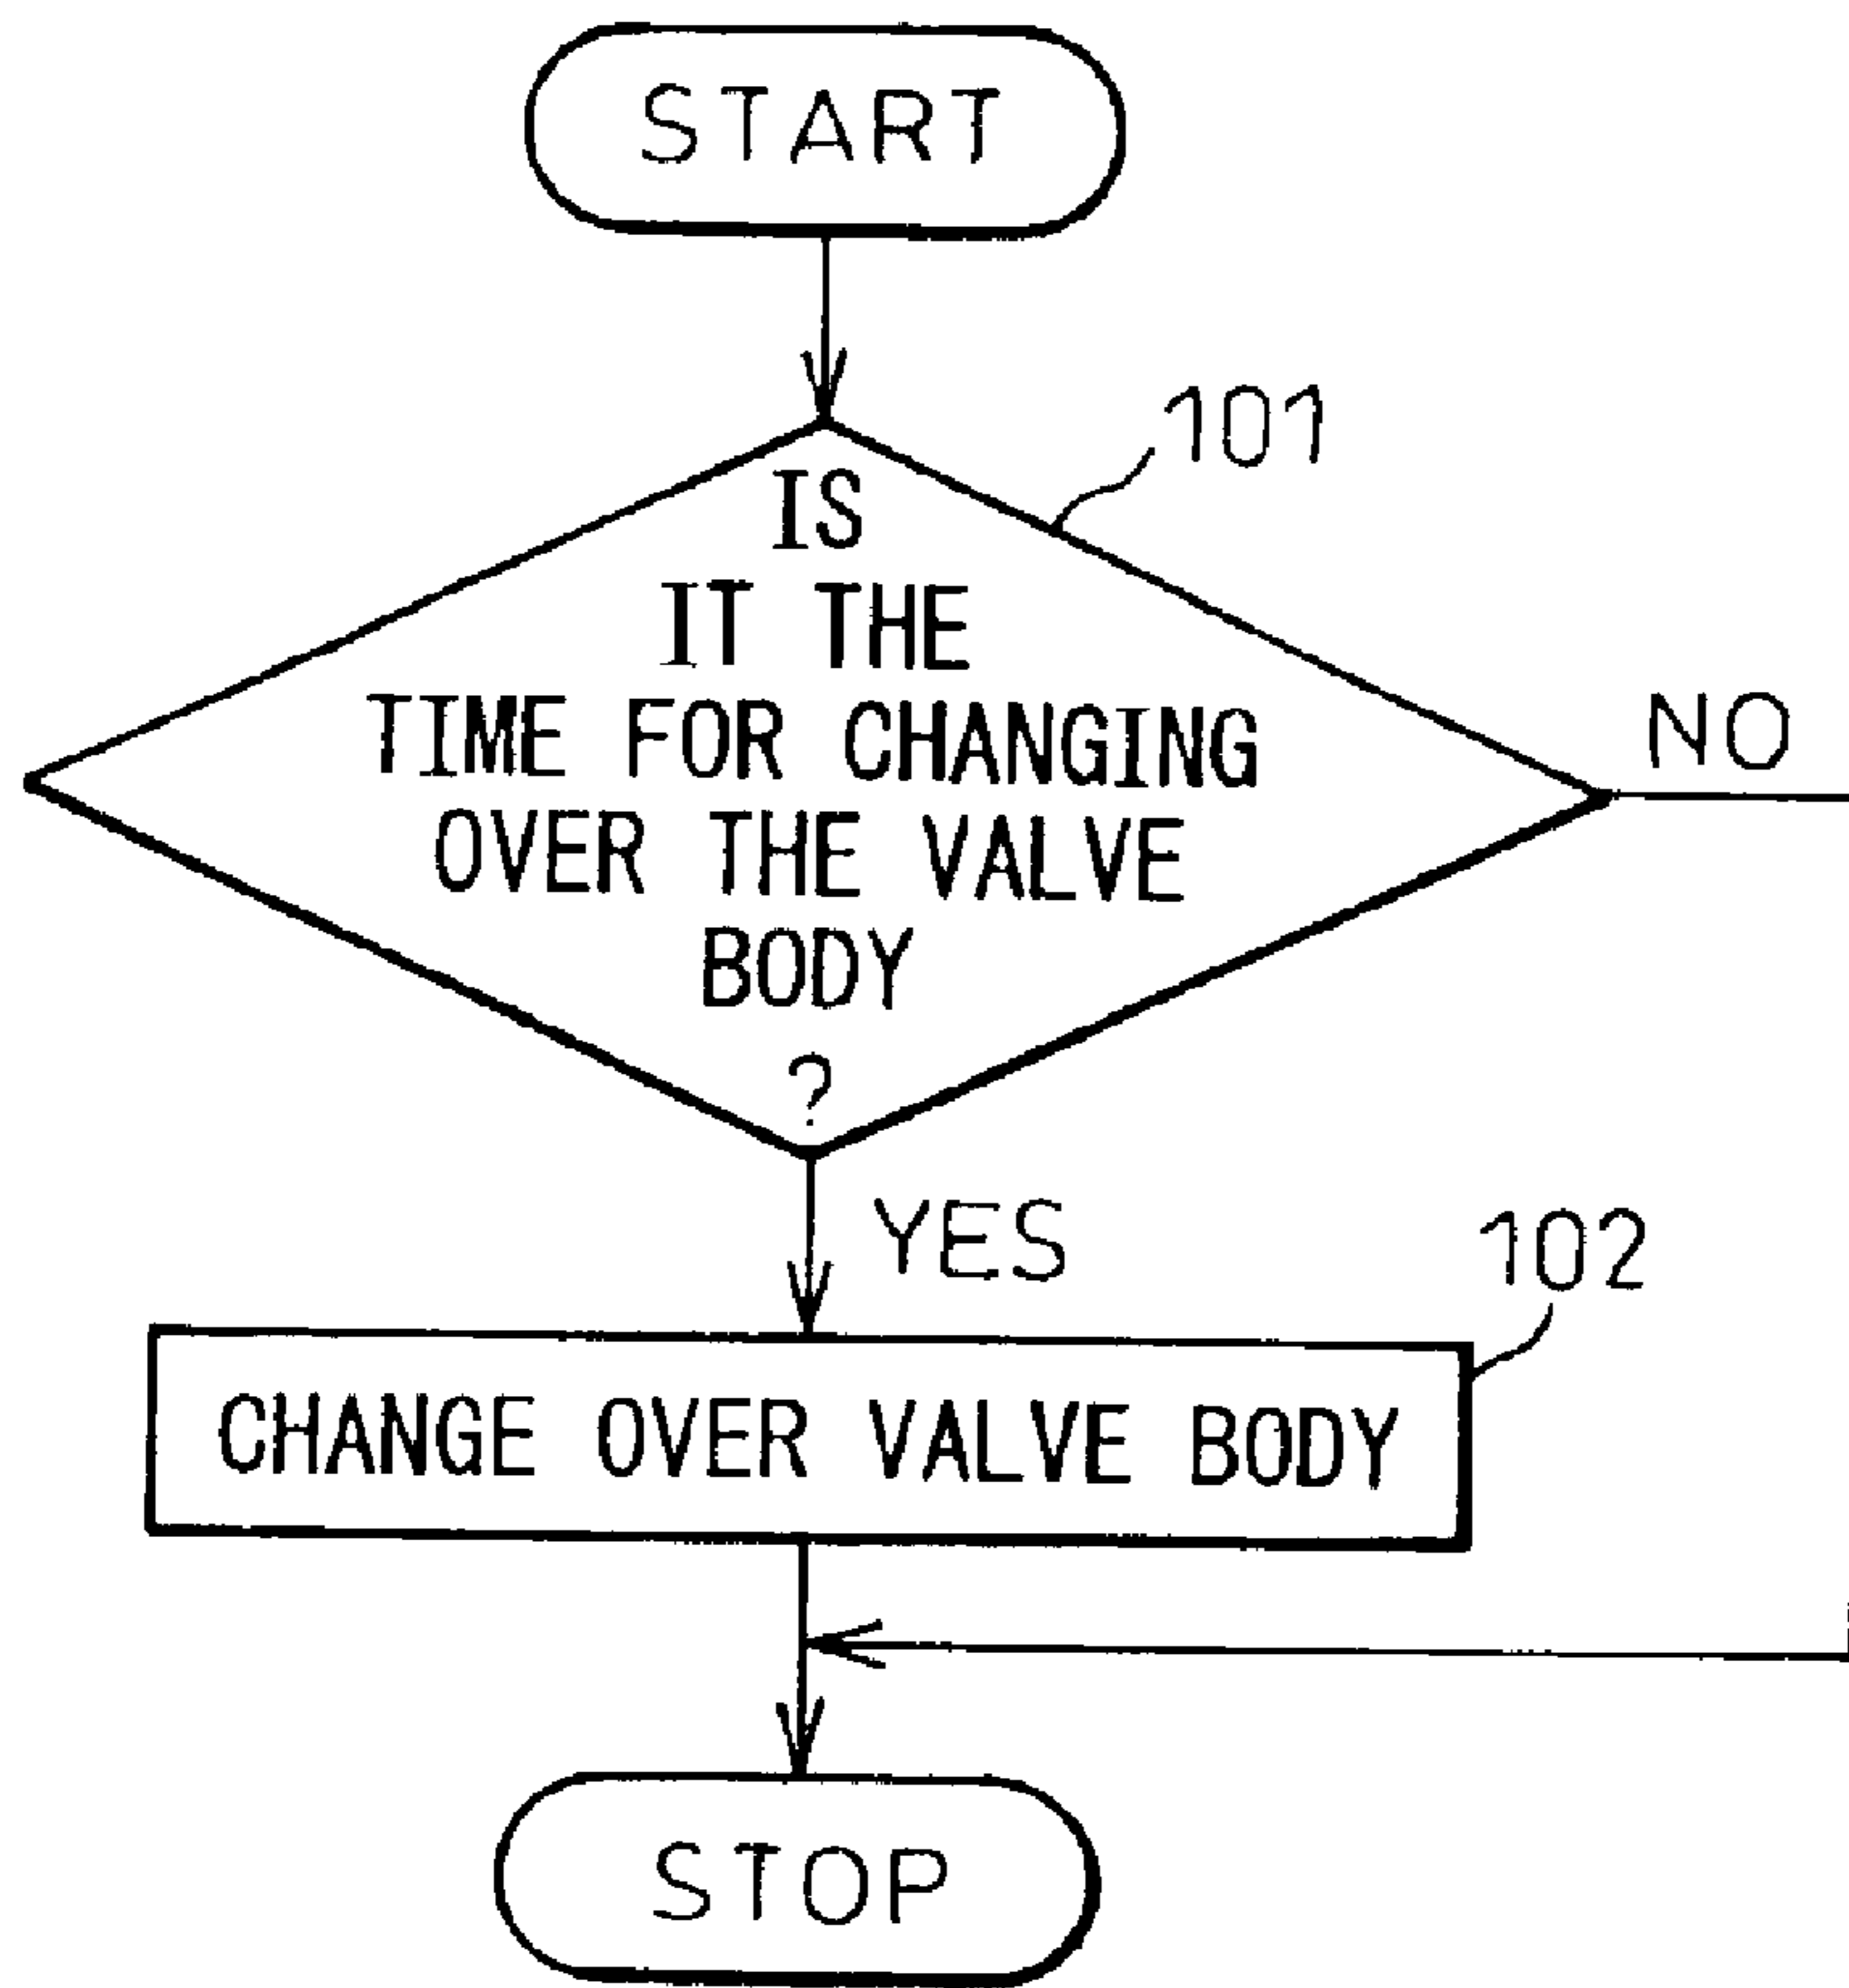 START
101
IS
IT THE
TIME FOR CHANGING
OVER THE VALVE
BODY
?
NO
YES
102
CHANGE OVER VALVE BODY
STOP